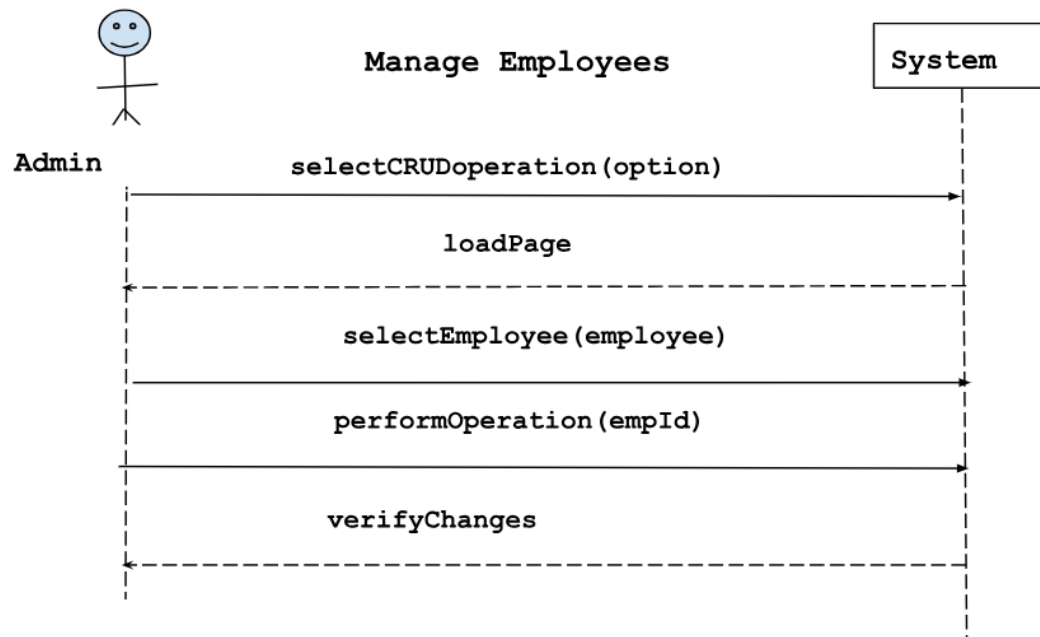 Manage Employees
System
Admin
selectCRUDoperation(option)
loadPage
selectEmployee(employee)
performOperation(empId)
verifyChanges